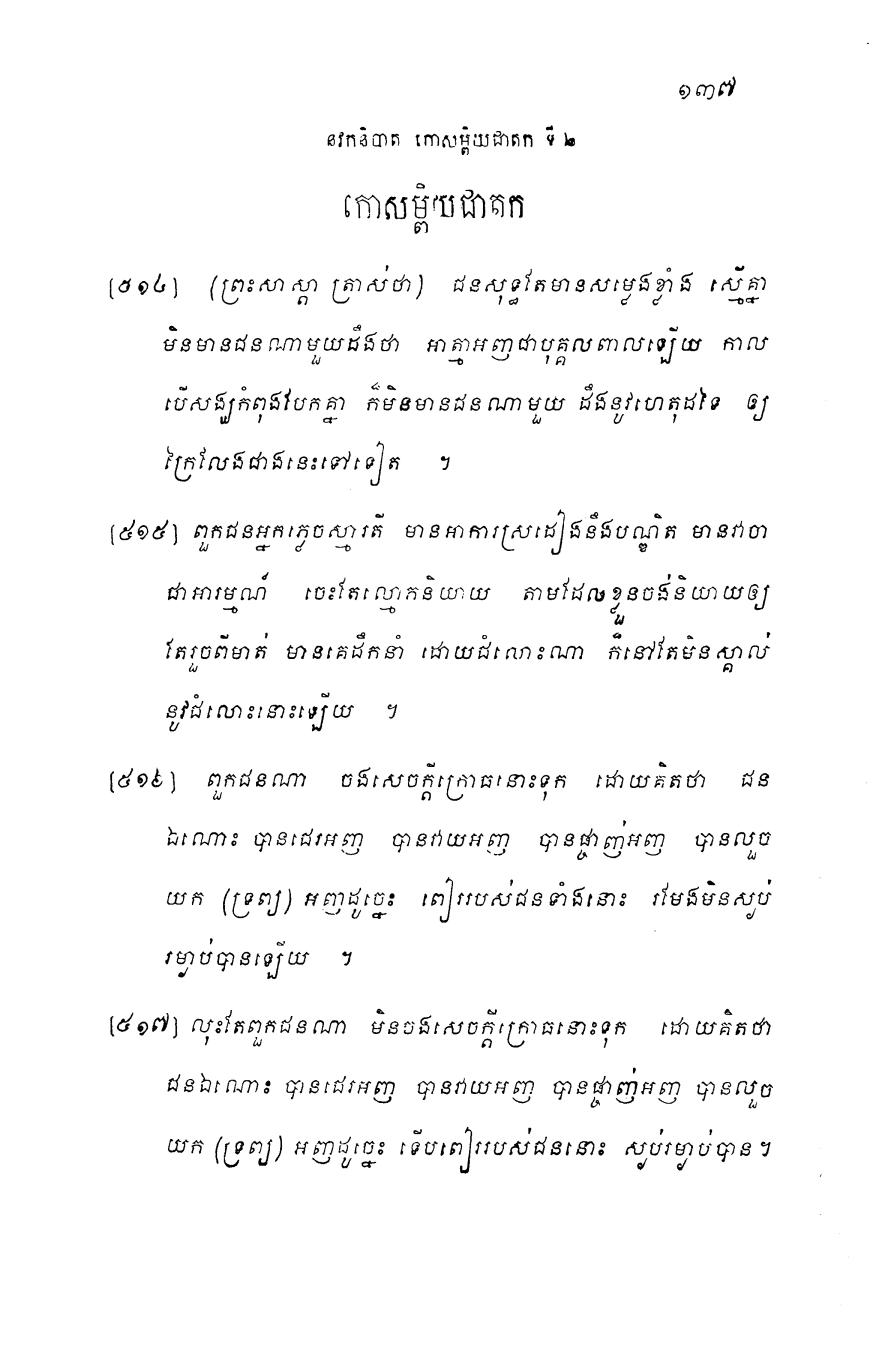 ១៣៧
នវកនិបាត កោសម្ពិយជាតក ទី ២
កោសម្ពិយជាតក
[៥១៤] (ព្រះសាស្តា ត្រាស់ថា) ជនសុទ្ធតែមានសម្លេងខ្លាំង ស្មើគ្នា
មិនមានជនណាមួយដឹងថា អាត្មាអញជាបុគ្គលពាលឡើយ កាល
បើសង្ឃកំពុងបែកគ្នា ក៏មិនមានជនណាមួយ ដឹងនូវហេតុដទៃ ឲ្យ
ក្រៃលែងជាងនេះទៅទៀត ។
[៥១៥] ពួកជនអ្នកភ្លេចស្មារតី មានអាការស្រដៀងនឹងបណ្ឌិត មានវាចា
ជាអារម្មណ៍ ចេះតែល្មោកនិយាយ តាមដែលខ្លួនចង់និយាយឲ្យ
តែរួចពីមាត់ មានគេដឹកនាំ ដោយជំលោះណា ក៏នៅតែមិនស្គាល់
នូវជំលោះនោះឡើយ ។
[៥១៦] ពួកជនណា ចងសេចក្តីក្រោធនោះទុក ដោយគិតថា ជន
ឯណោះ បានជេរអញ បានវាយអញ បានផ្ចាញ់អញ បានលួច
យក (ទ្រព្យ) អញដូច្នេះ ពៀររបស់ជនទាំងនោះ រមែងមិនស្ងប់
រម្ងាប់បានឡើយ ។
[៥១៧] លុះតែពួកជនណា មិនចងសេចក្តីក្រោធនោះទុក ដោយគិតថា
ជនឯណោះ បានជេរអញ បានវាយអញ បានផ្ចាញ់អញ បានលួច
យក (ទ្រព្យ) អញដូច្នេះ ទើបពៀររបស់ជននោះ ស្ងប់រម្ងាប់បាន។